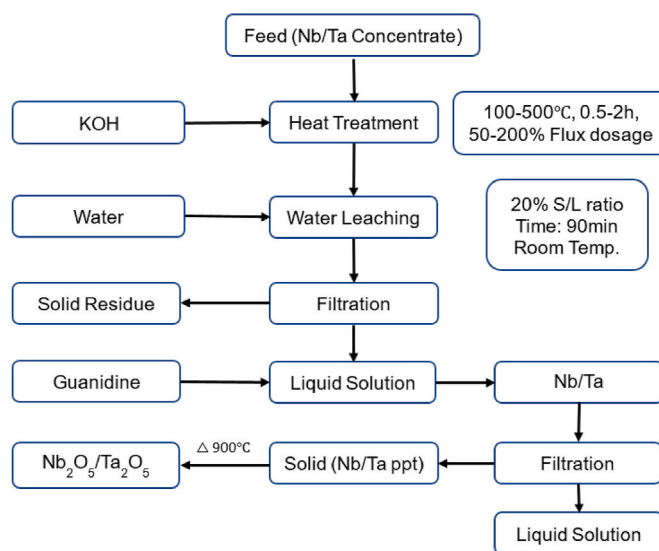 Feed (Nb/Ta Concentrate)
KOH
Heat Treatment
100-500℃, 0.5-2h,
50-200% Flux dosage
Water
Water Leaching
20% S/L ratio
Time: 90min
Room Temp.
Solid Residue
Filtration
Guanidine
Liquid Solution
Nb/Ta
Nb₂O₅/Ta₂O₅
△ 900℃
Solid (Nb/Ta ppt)
Filtration
Liquid Solution